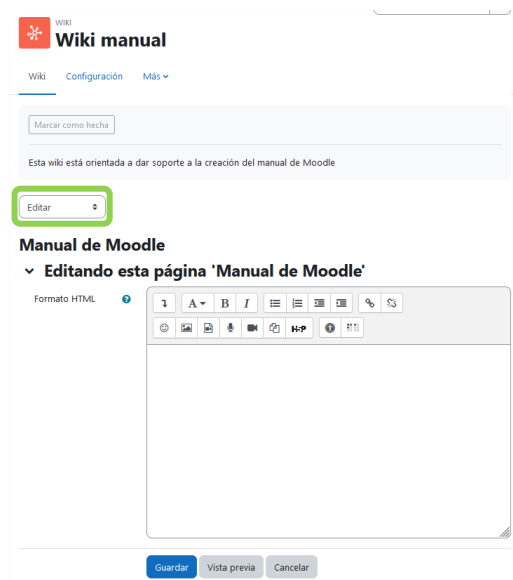 WIKI
Wiki manual
Wiki Configuración Más
Marcar como hecha
Esta wiki está orientada a dar soporte a la creación del manual de Moodle
Editar
Manual de Moodle
Editando esta página 'Manual de Moodle'
Formato HTML ?
A B I
H-P
Guardar Vista previa Cancelar